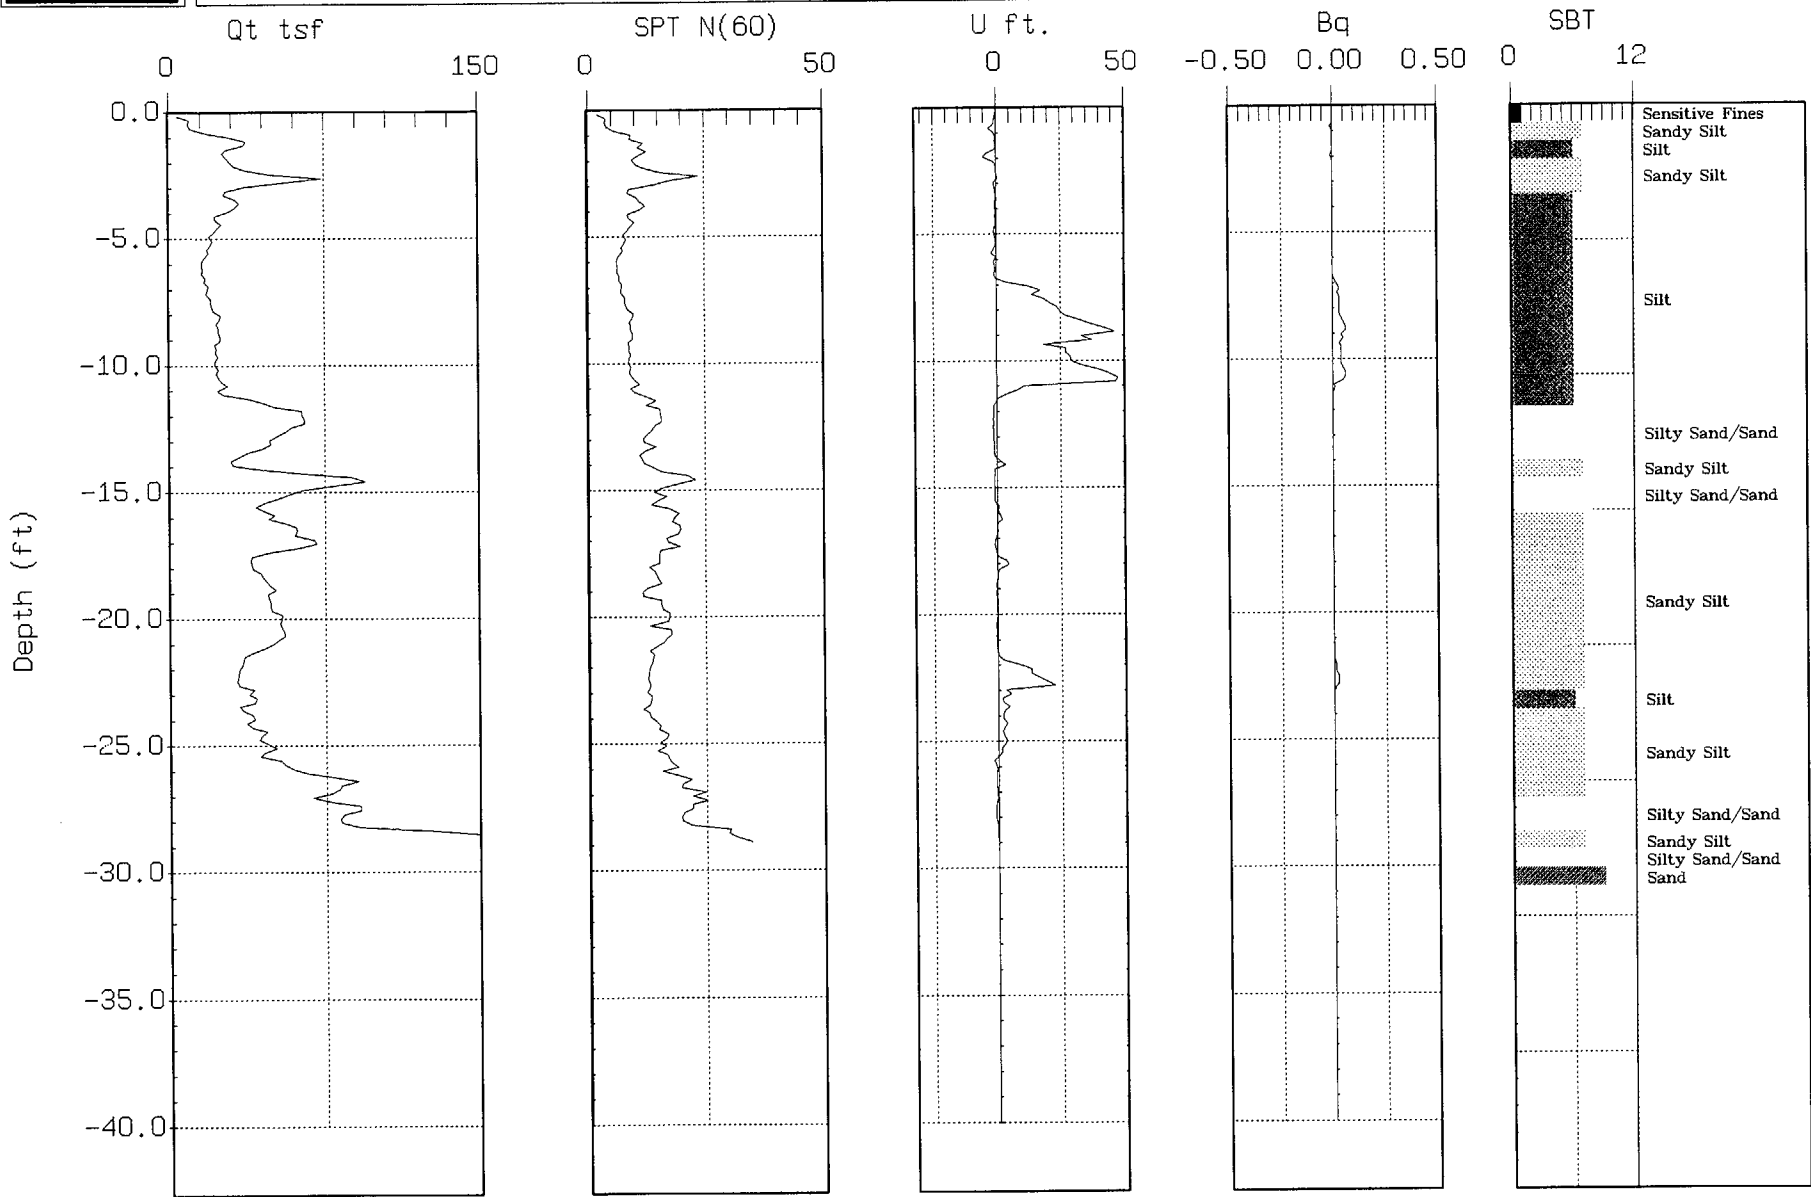 Qt tsf
SPT N(60)
U ft.
Bq
SBT
0 150
0 50
0 50
-0.50 0.00 0.50
0 12
0.0
-5.0
-10.0
-15.0
-20.0
-25.0
-30.0
-35.0
-40.0
Depth (ft)
Sensitive Fines
Sandy Silt
Silt
Sandy Silt
Silt
Silty Sand/Sand
Sandy Silt
Silty Sand/Sand
Sandy Silt
Silt
Sandy Silt
Silty Sand/Sand
Sandy Silt
Silty Sand/Sand
Sand